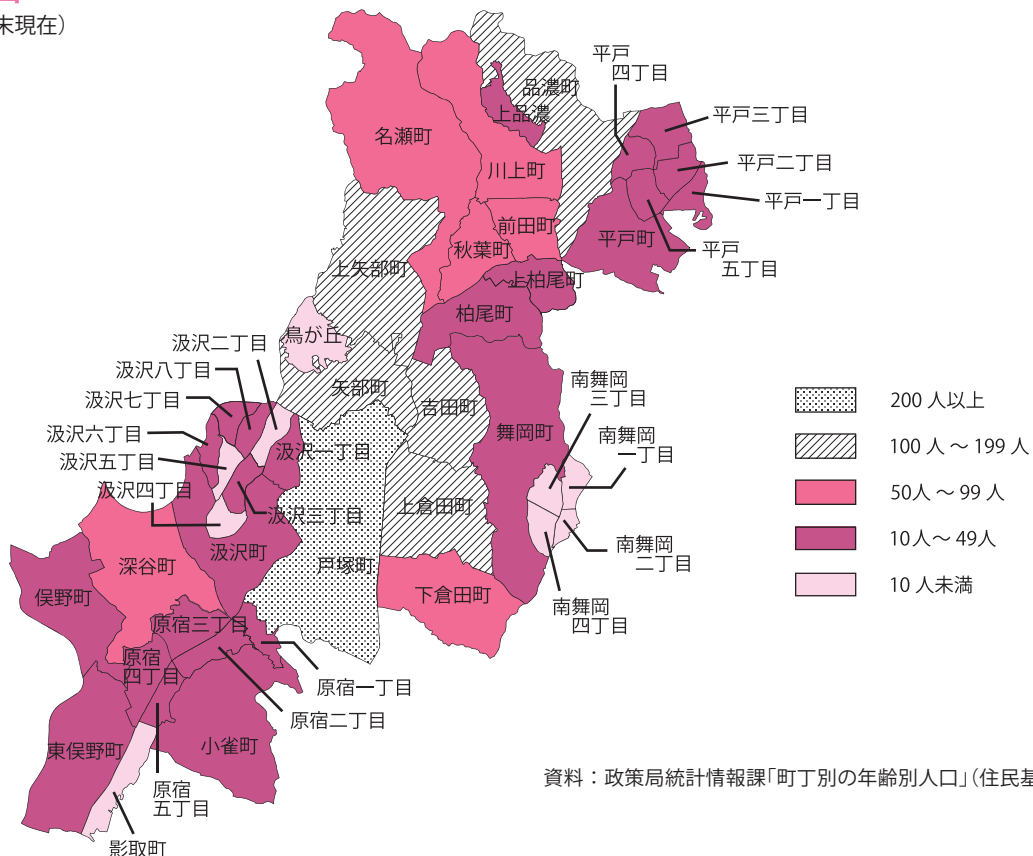 末現在）
平戸
四丁目
品濃町
上品濃
平戸三丁目
名瀬町
平戸二丁目
川上町
平戸一丁目
前田町
平戸町
秋葉町
平戸
五丁目
上矢部町
上柏尾町
柏尾町
鳥が丘
汲沢二丁目
汲沢八丁目
矢部町
南舞岡
三丁目
汲沢七丁目
吉田町
200 人以上
汲沢六丁目
舞岡町
南舞岡
一丁目
100 人 ～ 199 人
汲沢一丁目
汲沢五丁目
汲沢四丁目
50人 ～ 99 人
上倉田町
汲沢三丁目
10人～ 49人
汲沢町
南舞岡
二丁目
戸塚町
深谷町
10 人未満
俣野町
下倉田町
南舞岡
四丁目
原宿三丁目
原宿
四丁目
原宿一丁目
原宿二丁目
小雀町
東俣野町
資料：政策局統計情報課「町丁別の年齢別人口」（住民基
原宿
五丁目
影取町